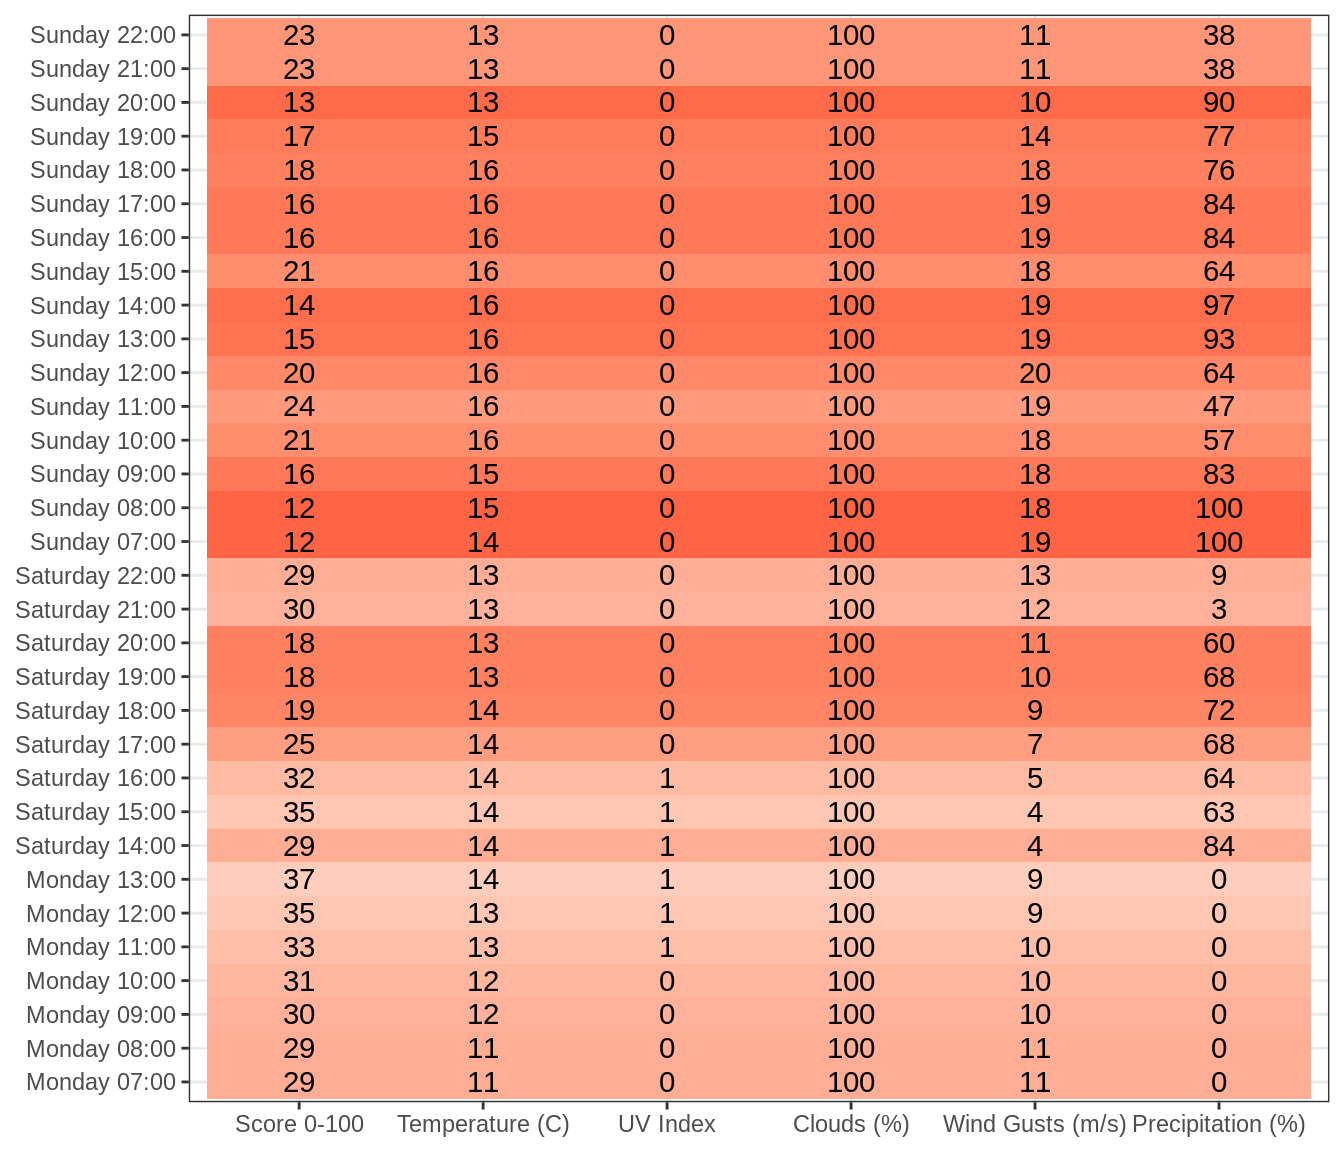 Sunday 22:00 23 13 0 100 11 38
Sunday 21:00 23 13 0 100 11 38
Sunday 20:00 13 13 0 100 10 90
Sunday 19:00 17 15 0 100 14 77
Sunday 18:00 18 16 0 100 18 76
Sunday 17:00 16 16 0 100 19 84
Sunday 16:00 16 16 0 100 19 84
Sunday 15:00 21 16 0 100 18 64
Sunday 14:00 14 16 0 100 19 97
Sunday 13:00 15 16 0 100 19 93
Sunday 12:00 20 16 0 100 20 64
Sunday 11:00 24 16 0 100 19 47
Sunday 10:00 21 16 0 100 18 57
Sunday 09:00 16 15 0 100 18 83
Sunday 08:00 12 15 0 100 18 100
Sunday 07:00 12 14 0 100 19 100
Saturday 22:00 29 13 0 100 13 9
Saturday 21:00 30 13 0 100 12 3
Saturday 20:00 18 13 0 100 11 60
Saturday 19:00 18 13 0 100 10 68
Saturday 18:00 19 14 0 100 9 72
Saturday 17:00 25 14 0 100 7 68
Saturday 16:00 32 14 1 100 5 64
Saturday 15:00 35 14 1 100 4 63
Saturday 14:00 29 14 1 100 4 84
Monday 13:00 37 14 1 100 9 0
Monday 12:00 35 13 1 100 9 0
Monday 11:00 33 13 1 100 10 0
Monday 10:00 31 12 0 100 10 0
Monday 09:00 30 12 0 100 10 0
Monday 08:00 29 11 0 100 11 0
Monday 07:00 29 11 0 100 11 0
Score 0-100 Temperature (C) UV Index Clouds (%) Wind Gusts (m/s) Precipitation (%)